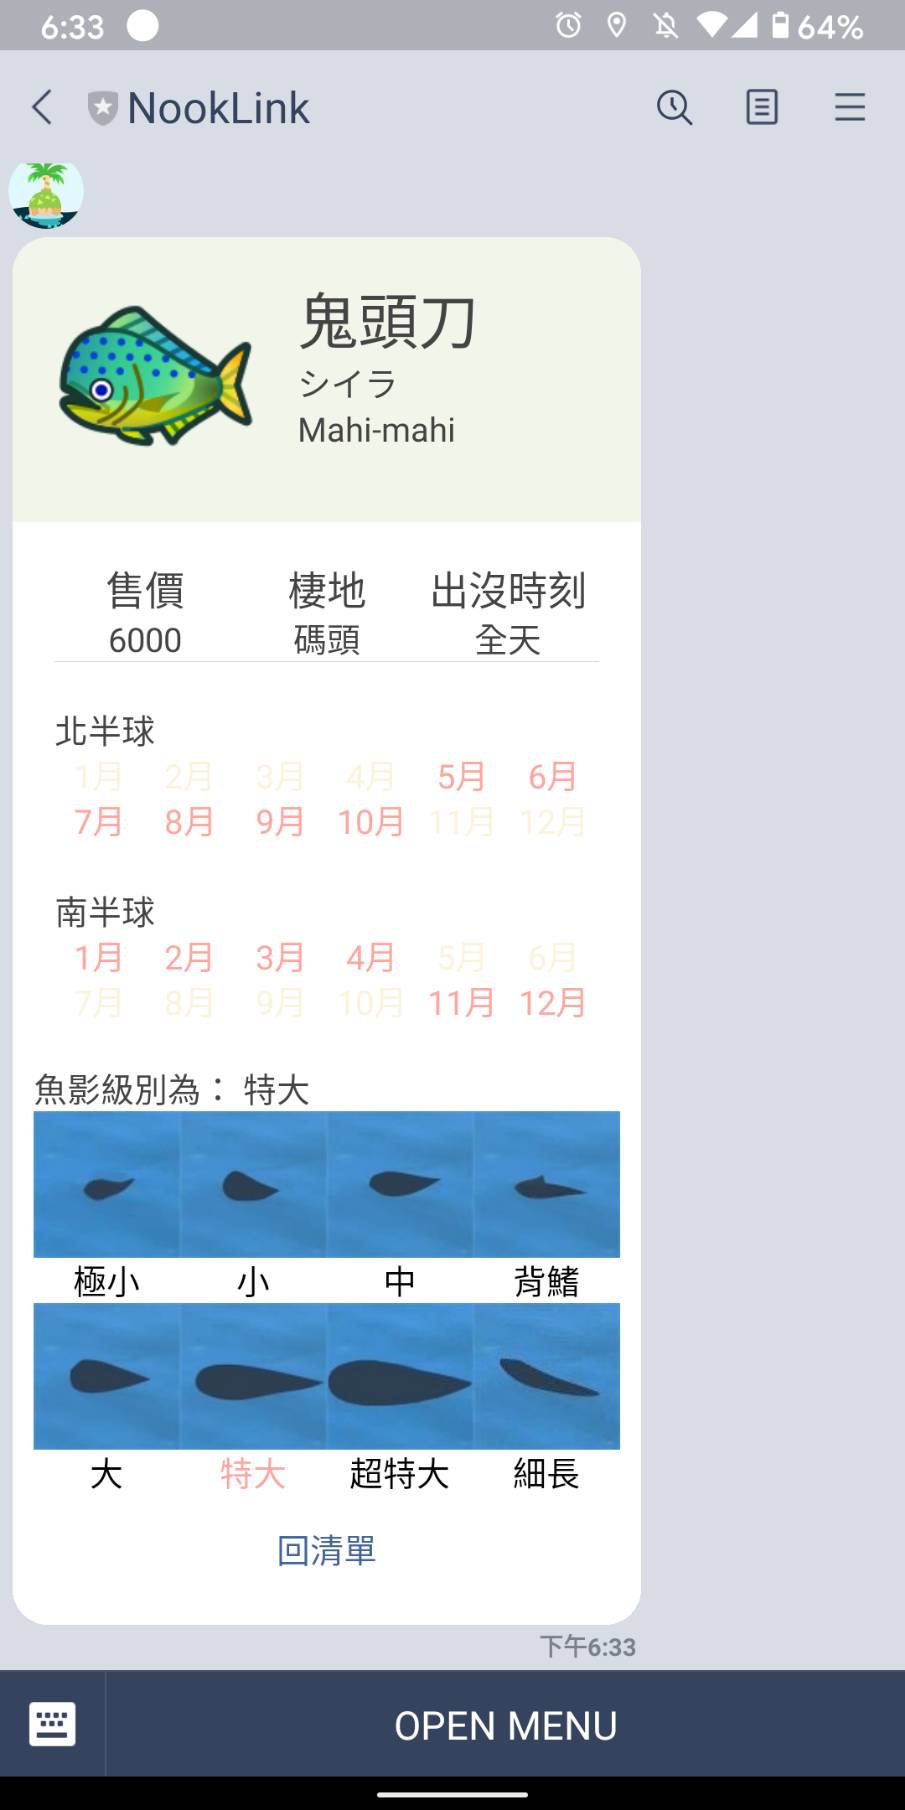 6:33
64%
NookLink
鬼頭刀
シイラ
Mahi-mahi
售價 棲地 出沒時刻
6000 碼頭 全天
北半球
1月 2月 3月 4月 5月 6月
7月 8月 9月 10月 11月 12月
南半球
1月 2月 3月 4月 5月 6月
7月 8月 9月 10月 11月 12月
魚影級別為： 特大
極小 小 中 背鰭
大 特大 超特大 細長
回清單
下午6:33
OPEN MENU